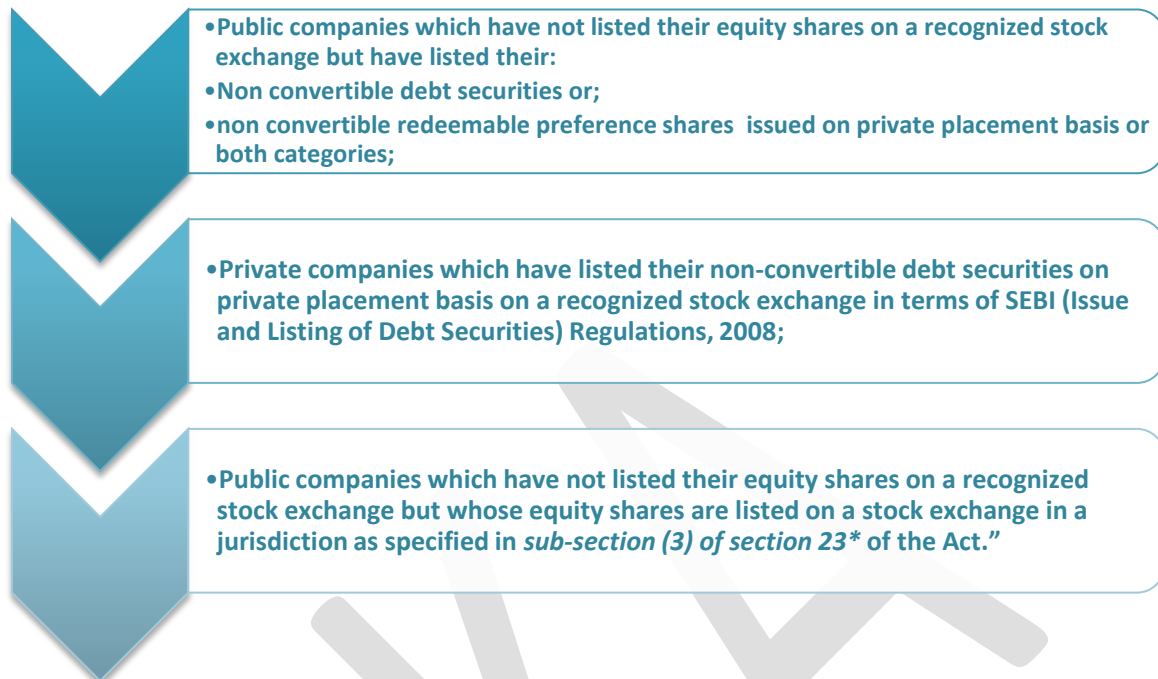 •Public companies which have not listed their equity shares on a recognized stock
exchange but have listed their:
•Non convertible debt securities or;
•non convertible redeemable preference shares issued on private placement basis or
both categories;
•Private companies which have listed their non-convertible debt securities on
private placement basis on a recognized stock exchange in terms of SEBI (Issue
and Listing of Debt Securities) Regulations, 2008;
•Public companies which have not listed their equity shares on a recognized
stock exchange but whose equity shares are listed on a stock exchange in a
jurisdiction as specified in sub-section (3) of section 23* of the Act.”